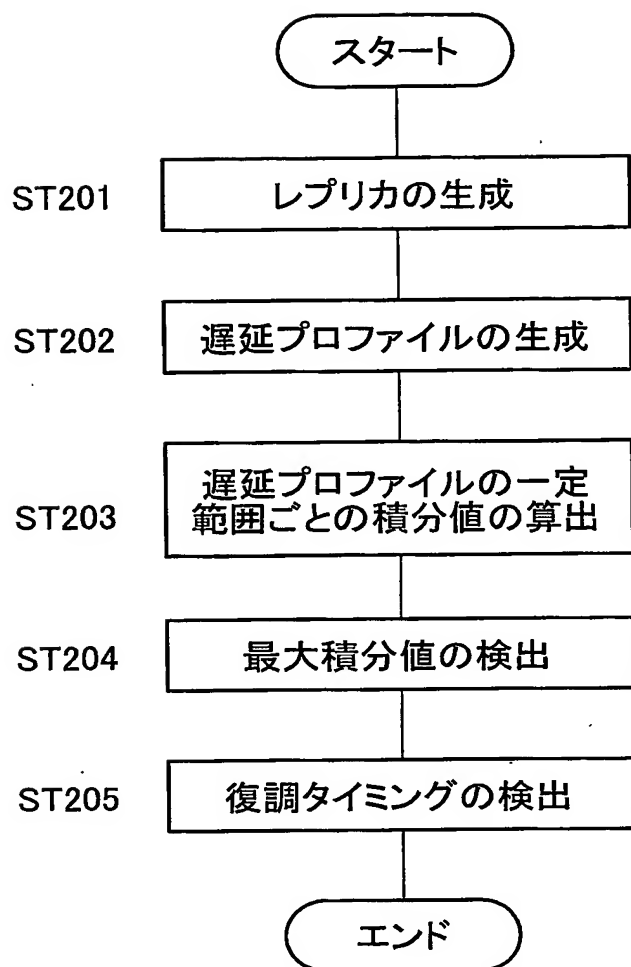 スタート
ST201
レプリカの生成
ST202
遅延プロファイルの生成
ST203
遅延プロファイルの一定
範囲ごとの積分値の算出
ST204
最大積分値の検出
ST205
復調タイミングの検出
エンド